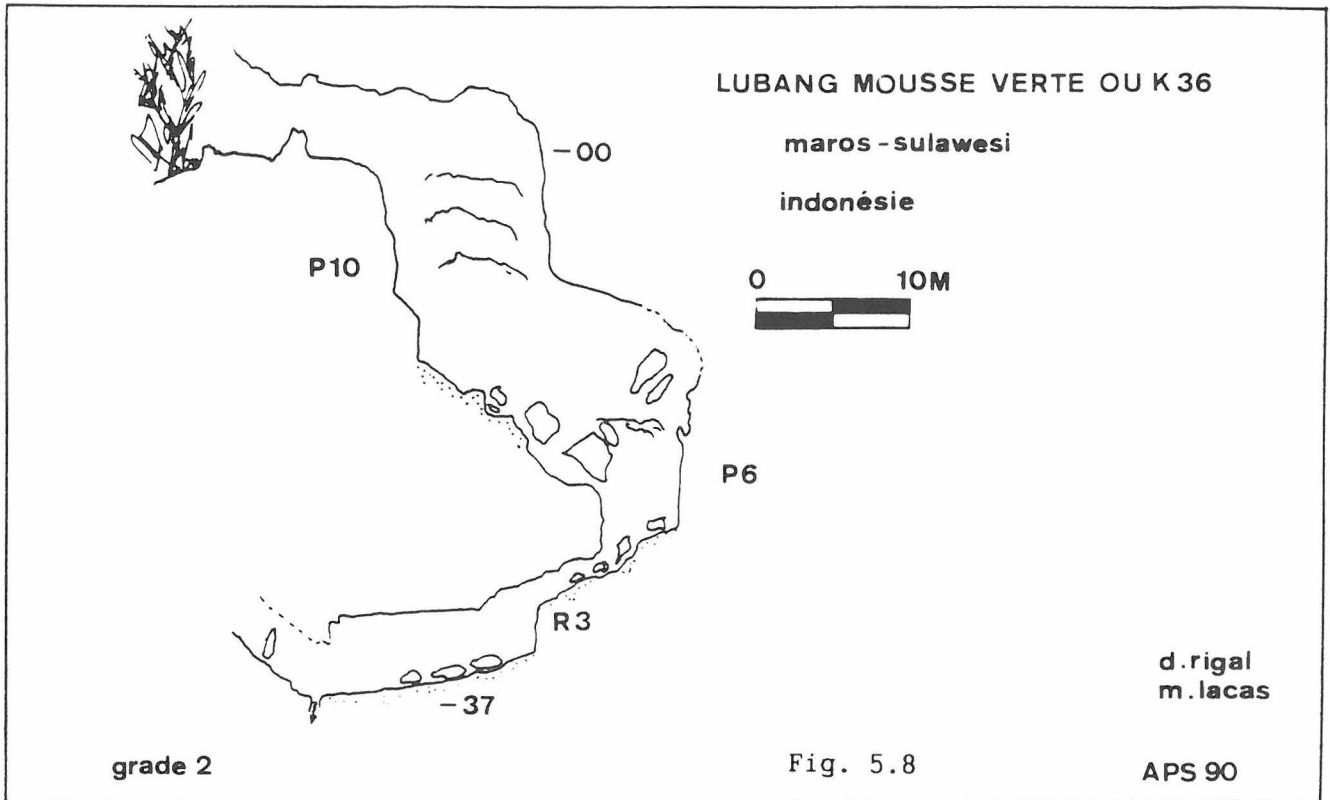 LUBANG MOUSSE VERTE OU K36
maros-sulawesi
indonésie
-00
P10
0 10M
P6
R3
-37
d.rigal
m.lacas
grade 2
Fig. 5.8
APS 90